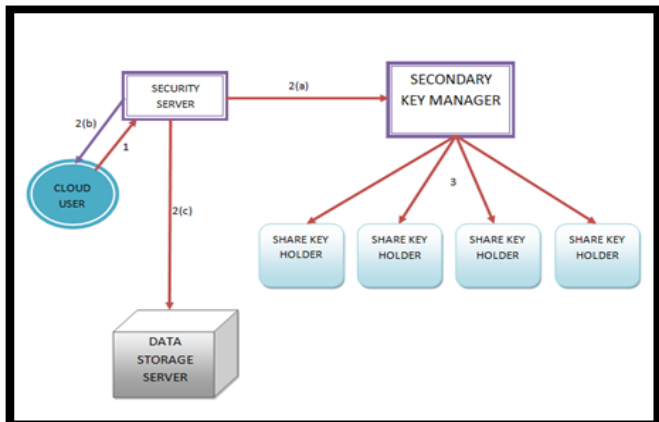 SECURITY
SERVER
2(a)
SECONDARY
KEY MANAGER
2(b)
1
CLOUD
USER
2(c)
3
SHARE KEY
HOLDER
SHARE KEY
HOLDER
SHARE KEY
HOLDER
SHARE KEY
HOLDER
DATA
STORAGE
SERVER